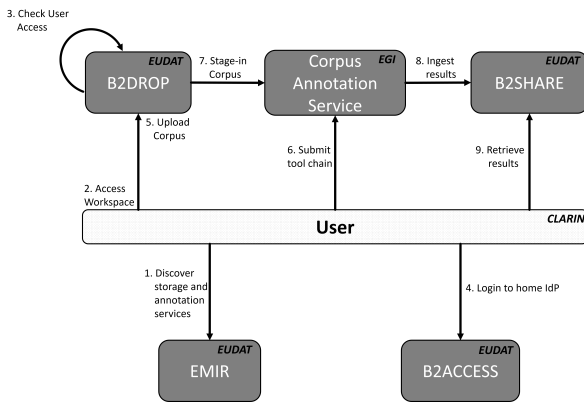 3. Check User
Access
EUDAT
B2DROP
7. Stage-in
Corpus
EGI
Corpus
Annotation
Service
8. Ingest
results
EUDAT
B2SHARE
5. Upload
Corpus
6. Submit
tool chain
9. Retrieve
results
2. Access
Workspace
CLARIN
User
1. Discover
storage and
annotation
services
4. Login to home IdP
EUDAT
EMIR
EUDAT
B2ACCESS